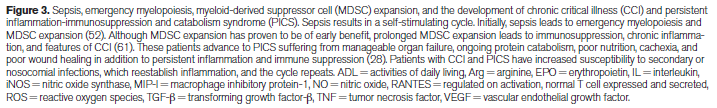 Figure 3. Sepsis, emergency myelopoiesis, myeloid-derived suppressor cell (MDSC) expansion, and the development of chronic critical illness (CCI) and persistent
inflammation-immunosuppression and catabolism syndrome (PICS). Sepsis results in a self-stimulating cycle. Initially, sepsis leads to emergency myelopoiesis and
MDSC expansion (52). Although MDSC expansion has proven to be of early benefit, prolonged MDSC expansion leads to immunosuppression, chronic inflamma-
tion, and features of CCI (61). These patients advance to PICS suffering from manageable organ failure, ongoing protein catabolism, poor nutrition, cachexia, and
poor wound healing in addition to persistent inflammation and immune suppression (28). Patients with CCI and PICS have increased susceptibility to secondary or
nosocomial infections, which reestablish inflammation, and the cycle repeats. ADL = activities of daily living, Arg = arginine, EPO = erythropoietin, IL = interleukin,
iNOS = nitric oxide synthase, MIP-I = macrophage inhibitory protein-1, NO = nitric oxide, RANTES = regulated on activation, normal T cell expressed and secreted,
ROS = reactive oxygen species, TGF-β = transforming growth factor-β, TNF = tumor necrosis factor, VEGF = vascular endothelial growth factor.